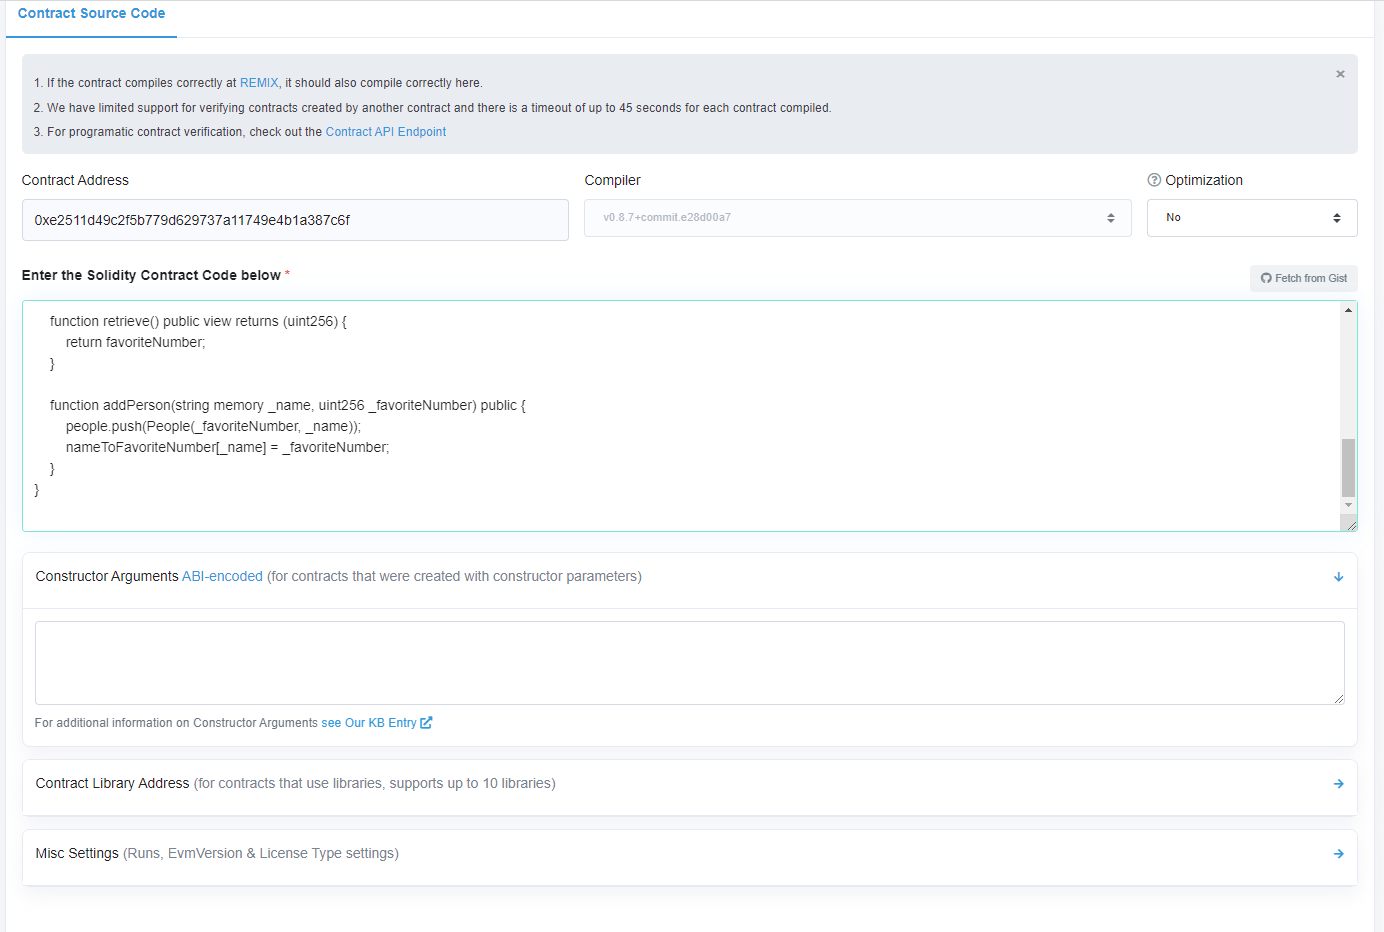 Contract Source Code
1. If the contract compiles correctly at REMIX, it should also compile correctly here.
2. We have limited support for verifying contracts created by another contract and there is a timeout of up to 45 seconds for each contract compiled.
3. For programatic contract verification, check out the Contract API Endpoint
Contract Address
Compiler
Optimization
0xe2511d49c2f5b779d629737a11749e4b1a387c6f
v0.8.7+commit.e28d00a7
No
Enter the Solidity Contract Code below *
Fetch from Gist
function retrieve() public view returns (uint256) {
return favoriteNumber;
}
function addPerson(string memory _name, uint256 _favoriteNumber) public {
people.push(People(_favoriteNumber, _name));
nameToFavoriteNumber[_name] = _favoriteNumber;
}
}
Constructor Arguments ABI-encoded (for contracts that were created with constructor parameters)
For additional information on Constructor Arguments see Our KB Entry
Contract Library Address (for contracts that use libraries, supports up to 10 libraries)
Misc Settings (Runs, EvmVersion & License Type settings)